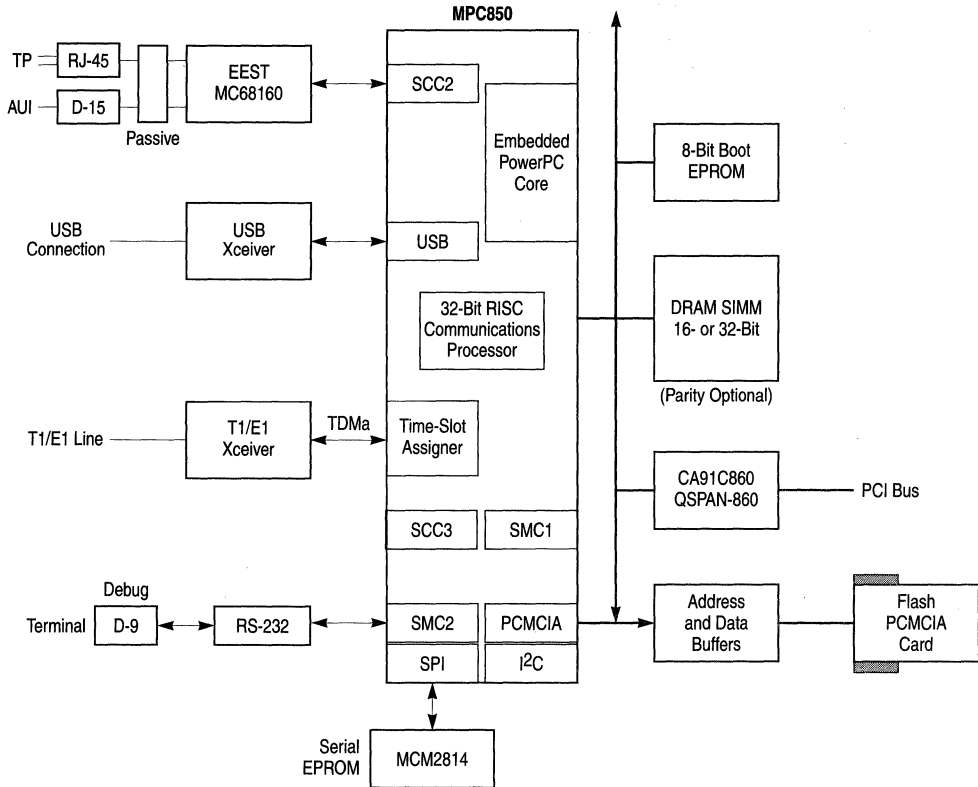 MPC850
TP
RJ-45
AUI
D-15
Passive
EEST
MC68160
SCC2
Embedded
PowerPC
Core
8-Bit Boot
EPROM
USB
Connection
USB
Xceiver
USB
32-Bit RISC
Communications
Processor
DRAM SIMM
16- or 32-Bit
(Parity Optional)
T1/E1 Line
T1/E1
Xceiver
TDMa
Time-Slot
Assigner
CA91C860
QSPAN-860
PCI Bus
SCC3
SMC1
Debug
Terminal
D-9
RS-232
SMC2
PCMCIA
Address
and Data
Buffers
Flash
PCMCIA
Card
SPI
I²C
Serial
EPROM
MCM2814